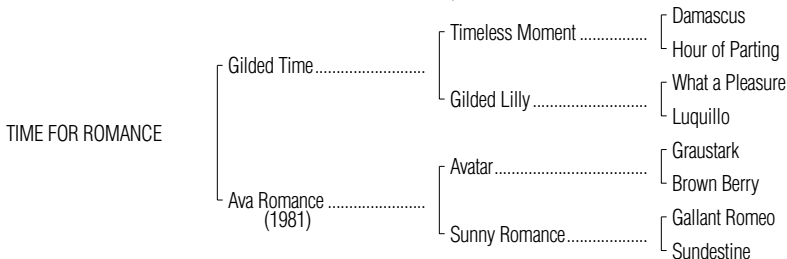 Damascus
Timeless Moment ................
Hour of Parting
Gilded Time..........................
What a Pleasure
Gilded Lilly ...........................
Luquillo
TIME FOR ROMANCE
Graustark
Avatar....................................
Brown Berry
Ava Romance .......................
(1981)
Gallant Romeo
Sunny Romance...................
Sundestine